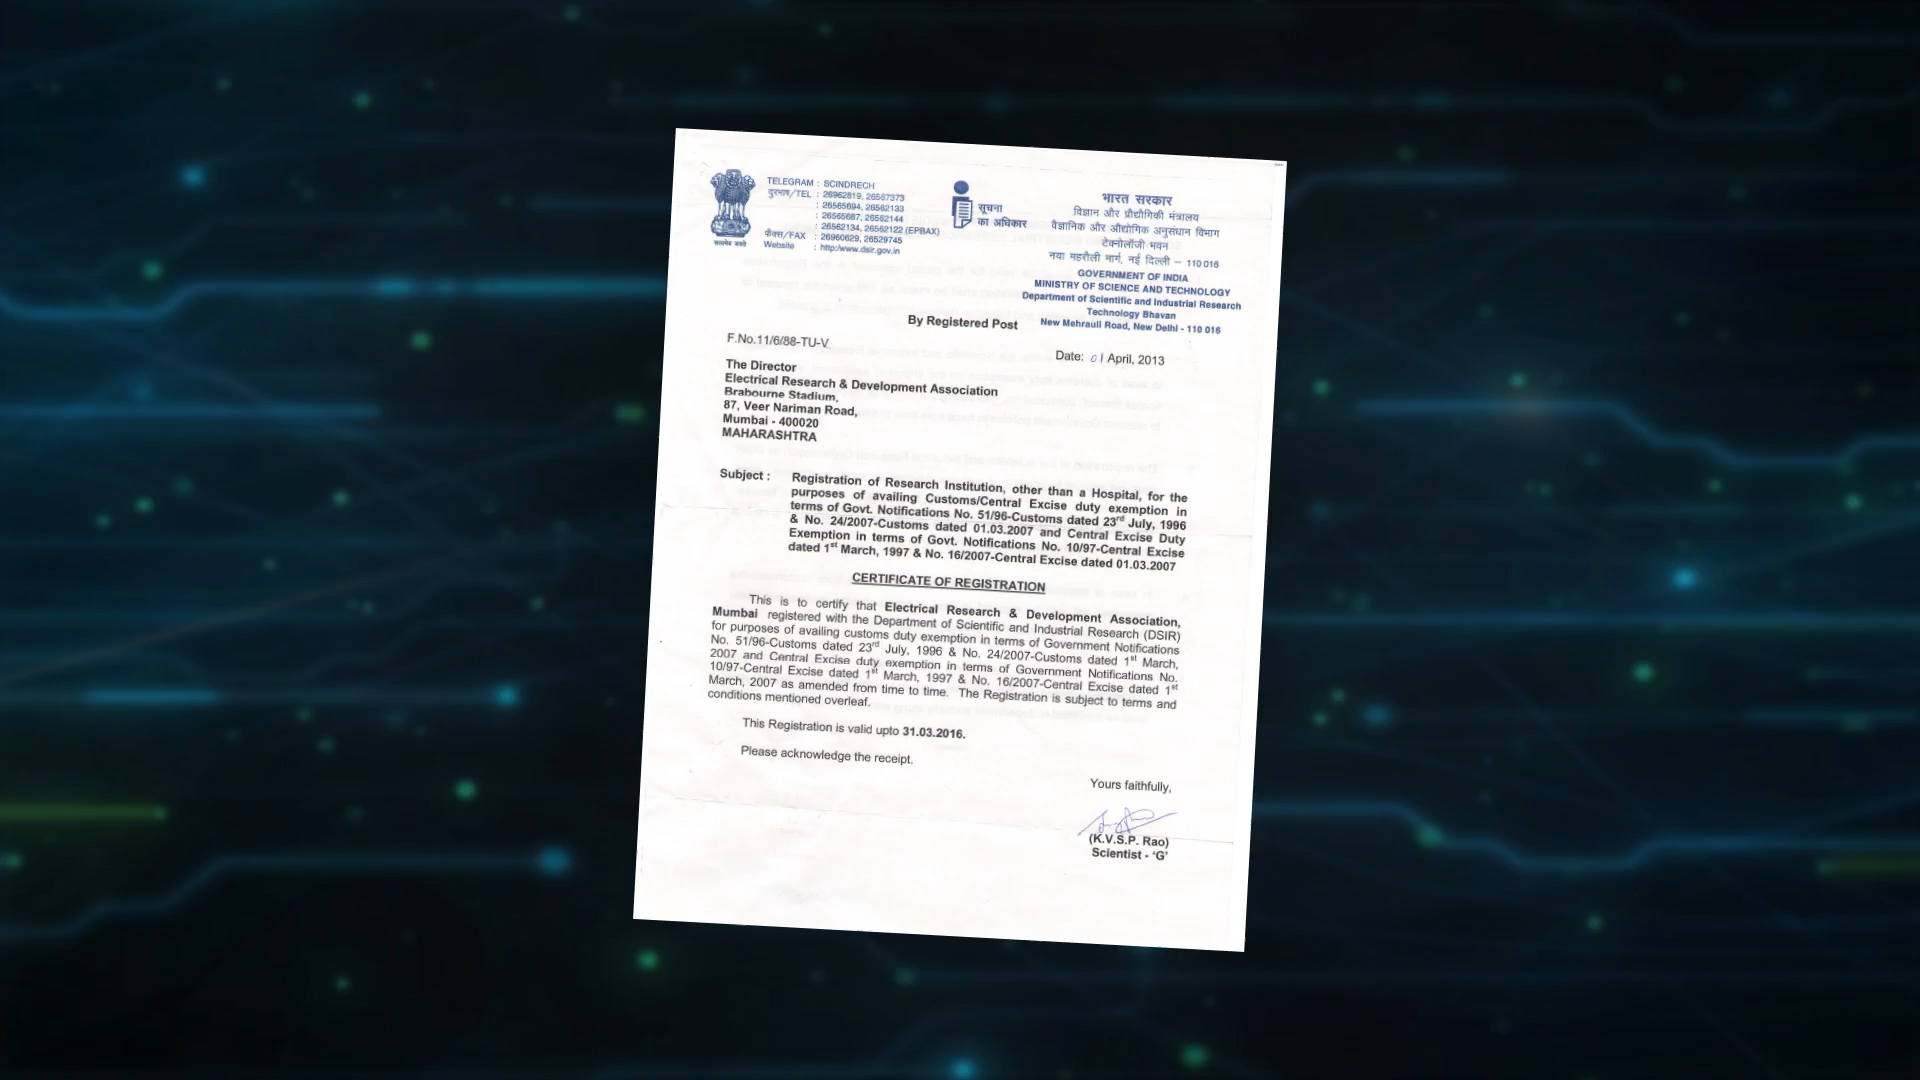 TELEGRAM : SCINDRECH
दुरभाष/TEL : 26962819, 26567373
: 26565694, 26562133
: 26565687, 26562144
: 26562134, 26562122 (EPBAX)
फैक्स/FAX : 26960629, 26529745
Website : http:/www.dsir.gov.in
सत्यमेव जयते
सूचना
का अधिकार
भारत सरकार
विज्ञान और प्रौद्योगिकी मंत्रालय
वैज्ञानिक और औद्योगिक अनुसंधान विभाग
टेक्नोलॉजी भवन
नया महरौली मार्ग, नई दिल्ली – 110 016
GOVERNMENT OF INDIA
MINISTRY OF SCIENCE AND TECHNOLOGY
Department of Scientific and Industrial Research
Technology Bhavan
New Mehrauli Road, New Delhi - 110 016
By Registered Post
F.No.11/6/88-TU-V
Date: 01 April, 2013
The Director
Electrical Research & Development Association
Brabourne Stadium,
87, Veer Nariman Road,
Mumbai - 400020
MAHARASHTRA
Subject : Registration of Research Institution, other than a Hospital, for the
purposes of availing Customs/Central Excise duty exemption in
terms of Govt. Notifications No. 51/96-Customs dated 23rd July, 1996
& No. 24/2007-Customs dated 01.03.2007 and Central Excise Duty
Exemption in terms of Govt. Notifications No. 10/97-Central Excise
dated 1st March, 1997 & No. 16/2007-Central Excise dated 01.03.2007
CERTIFICATE OF REGISTRATION
This is to certify that Electrical Research & Development Association,
Mumbai registered with the Department of Scientific and Industrial Research (DSIR)
for purposes of availing customs duty exemption in terms of Government Notifications
No. 51/96-Customs dated 23rd July, 1996 & No. 24/2007-Customs dated 1st March,
2007 and Central Excise duty exemption in terms of Government Notifications No.
10/97-Central Excise dated 1st March, 1997 & No. 16/2007-Central Excise dated 1st
March, 2007 as amended from time to time. The Registration is subject to terms and
conditions mentioned overleaf.
This Registration is valid upto 31.03.2016.
Please acknowledge the receipt.
Yours faithfully,
(K.V.S.P. Rao)
Scientist - ‘G’